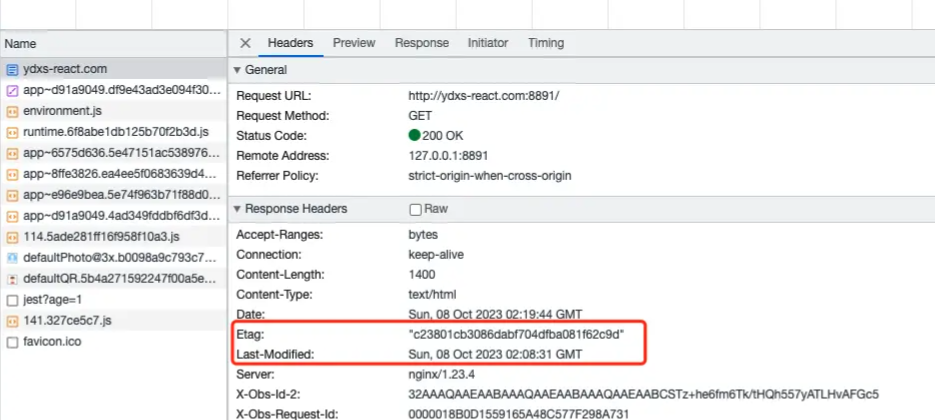 Name
ydxs-react.com
app~d91a9049.df9e43ad3e094f30...
environment.js
runtime.6f8abe1db125b70f2b3d.js
app~6575d636.5e47151ac538976...
app~8ffe3826.ea4ee5f0683639d4...
app~e96e9bea.5e74f963b71f88d0...
app~d91a9049.4ad349fddbf6df3d...
114.5ade281ff16f958f10a3.js
defaultPhoto@3x.b0098a9c793c7...
defaultQR.5b4a271592247f00a5e...
jest?age=1
141.327ce5c7.js
favicon.ico
Headers Preview Response Initiator Timing
General
Request URL: http://ydxs-react.com:8891/
Request Method: GET
Status Code: 200 OK
Remote Address: 127.0.0.1:8891
Referrer Policy: strict-origin-when-cross-origin
Response Headers Raw
Accept-Ranges: bytes
Connection: keep-alive
Content-Length: 1400
Content-Type: text/html
Date: Sun, 08 Oct 2023 02:19:44 GMT
Etag: "c23801cb3086dabf704dfba081f62c9d"
Last-Modified: Sun, 08 Oct 2023 02:08:31 GMT
Server: nginx/1.23.4
X-Obs-Id-2: 32AAAQAAEAABAAAQAAEAABAAAQAAEAABCSTz+he6fm6Tk/tHQh557yATLHvAFGc5
X-Obs-Request-Id: 0000018B0D1559165A48C577F298A731